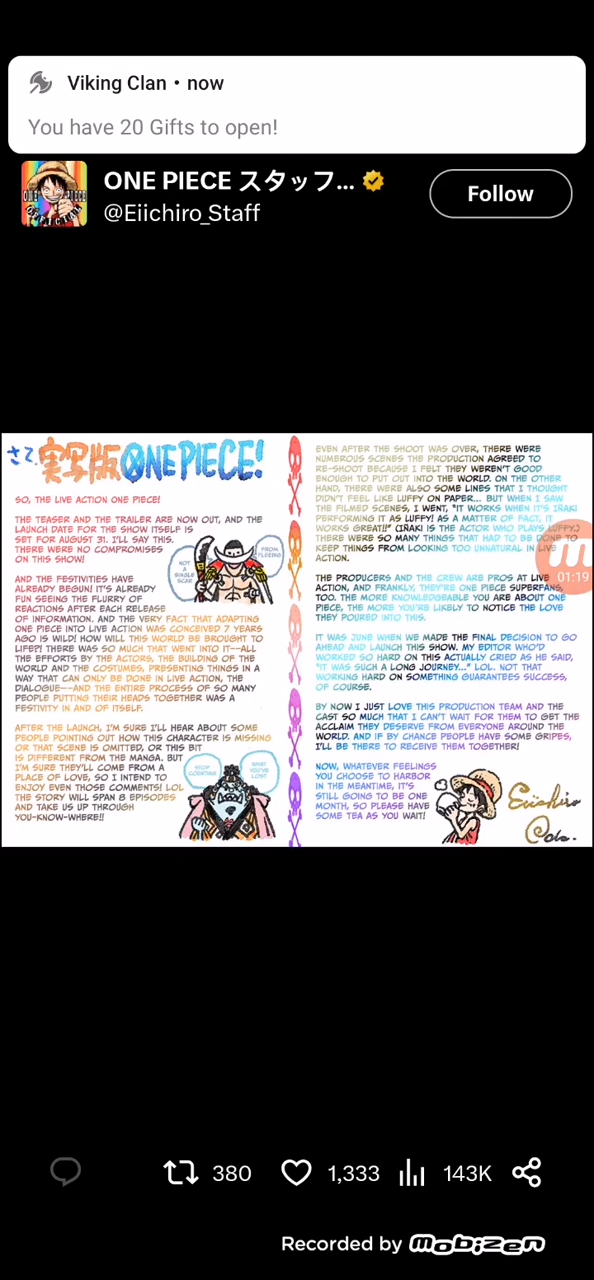 Viking Clan • now
You have 20 Gifts to open!
ONE PIECE スタッフ...
@Eiichiro_Staff
Follow
さて、実写版ONE PIECE!
SO, THE LIVE ACTION ONE PIECE!
THE TEASER AND THE TRAILER ARE NOW OUT, AND THE
LAUNCH DATE FOR THE SHOW ITSELF IS
SET FOR AUGUST 31. I'LL SAY THIS.
THERE WERE NO COMPROMISES
ON THIS SHOW!
NOT
A SINGLE
SCAR
FROM
FLEEING
AND THE FESTIVITIES HAVE
ALREADY BEGUN! IT'S ALREADY
FUN SEEING THE FLURRY OF
REACTIONS AFTER EACH RELEASE
OF INFORMATION. AND THE VERY FACT THAT ADAPTING
ONE PIECE INTO LIVE ACTION WAS CONCEIVED 7 YEARS
AGO IS WILD! HOW WILL THIS WORLD BE BROUGHT TO
LIFE?! THERE WAS SO MUCH THAT WENT INTO IT--ALL
THE EFFORTS BY THE ACTORS, THE BUILDING OF THE
WORLD AND THE COSTUMES, PRESENTING THINGS IN A
WAY THAT CAN ONLY BE DONE IN LIVE ACTION, THE
DIALOGUE--AND THE ENTIRE PROCESS OF SO MANY
PEOPLE PUTTING THEIR HEADS TOGETHER WAS A
FESTIVITY IN AND OF ITSELF.
AFTER THE LAUNCH, I'M SURE I'LL HEAR ABOUT SOME
PEOPLE POINTING OUT HOW THIS CHARACTER IS MISSING
OR THAT SCENE IS OMITTED, OR THIS BIT
IS DIFFERENT FROM THE MANGA. BUT
I'M SURE THEY'LL COME FROM A
PLACE OF LOVE, SO I INTEND TO
ENJOY EVEN THOSE COMMENTS! LOL
THE STORY WILL SPAN 8 EPISODES
AND TAKE US UP THROUGH
YOU-KNOW-WHERE!!
STOP
COUNTING
WHAT
YOU'VE
LOST
EVEN AFTER THE SHOOT WAS OVER, THERE WERE
NUMEROUS SCENES THE PRODUCTION AGREED TO
RE-SHOOT BECAUSE I FELT THEY WEREN'T GOOD
ENOUGH TO PUT OUT INTO THE WORLD. ON THE OTHER
HAND, THERE WERE ALSO SOME LINES THAT I THOUGHT
DIDN'T FEEL LIKE LUFFY ON PAPER... BUT WHEN I SAW
THE FILMED SCENES, I WENT, "IT WORKS WHEN IT'S IÑAKI
PERFORMING IT AS LUFFY! AS A MATTER OF FACT, IT
WORKS GREAT!" (IÑAKI IS THE ACTOR WHO PLAYS LUFFY.)
THERE WERE SO MANY THINGS THAT HAD TO BE DONE TO
KEEP THINGS FROM LOOKING TOO UNNATURAL IN LIVE
ACTION.
THE PRODUCERS AND THE CREW ARE PROS AT LIVE
ACTION, AND FRANKLY, THEY'RE ONE PIECE SUPERFANS,
TOO. THE MORE KNOWLEDGEABLE YOU ARE ABOUT ONE
PIECE, THE MORE YOU'RE LIKELY TO NOTICE THE LOVE
THEY POURED INTO THIS.
IT WAS JUNE WHEN WE MADE THE FINAL DECISION TO GO
AHEAD AND LAUNCH THIS SHOW. MY EDITOR WHO'D
WORKED SO HARD ON THIS ACTUALLY CRIED AS HE SAID,
"IT WAS SUCH A LONG JOURNEY..." LOL. NOT THAT
WORKING HARD ON SOMETHING GUARANTEES SUCCESS,
OF COURSE.
BY NOW I JUST LOVE THIS PRODUCTION TEAM AND THE
CAST SO MUCH THAT I CAN'T WAIT FOR THEM TO GET THE
ACCLAIM THEY DESERVE FROM EVERYONE AROUND THE
WORLD. AND IF BY CHANCE PEOPLE HAVE SOME GRIPES,
I'LL BE THERE TO RECEIVE THEM TOGETHER!
NOW, WHATEVER FEELINGS
YOU CHOOSE TO HARBOR
IN THE MEANTIME, IT'S
STILL GOING TO BE ONE
MONTH, SO PLEASE HAVE
SOME TEA AS YOU WAIT!
Eiichiro
Oda.
01:19
380
1,333
143K
Recorded by mobizen